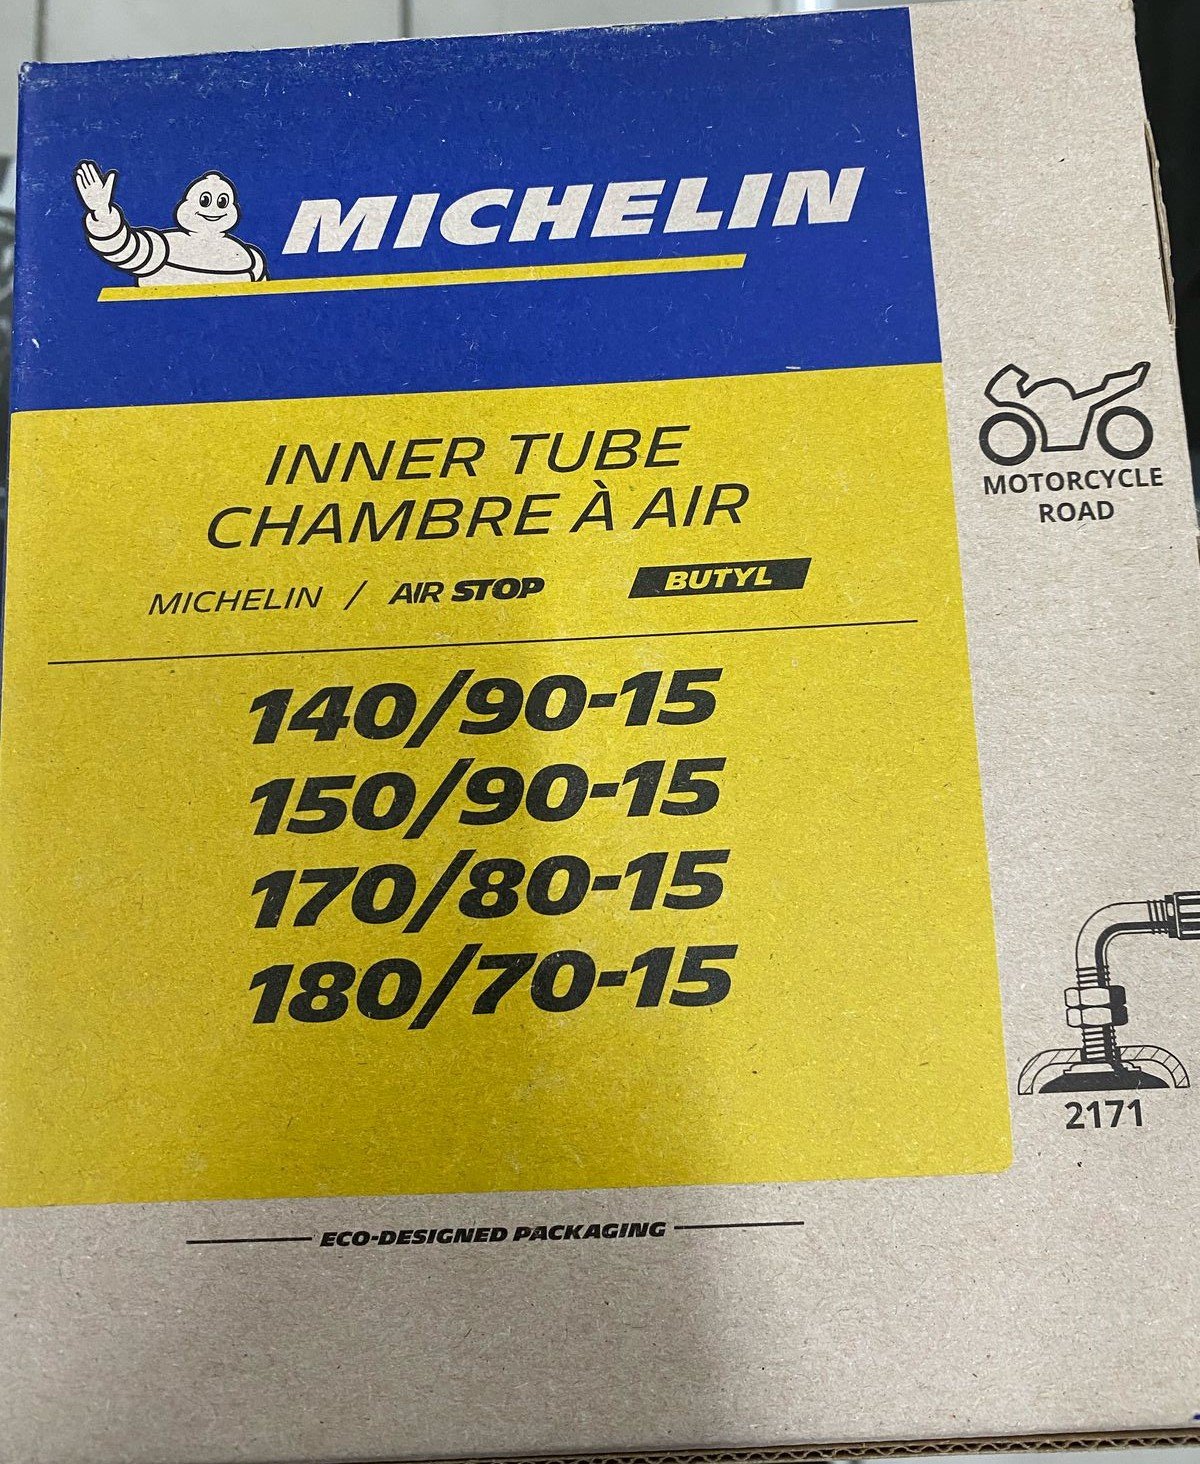 MICHELIN
INNER TUBE
CHAMBRE À AIR
MICHELIN / AIR STOP BUTYL
140/90-15
150/90-15
170/80-15
180/70-15
ECO-DESIGNED PACKAGING
MOTORCYCLE
ROAD
2171